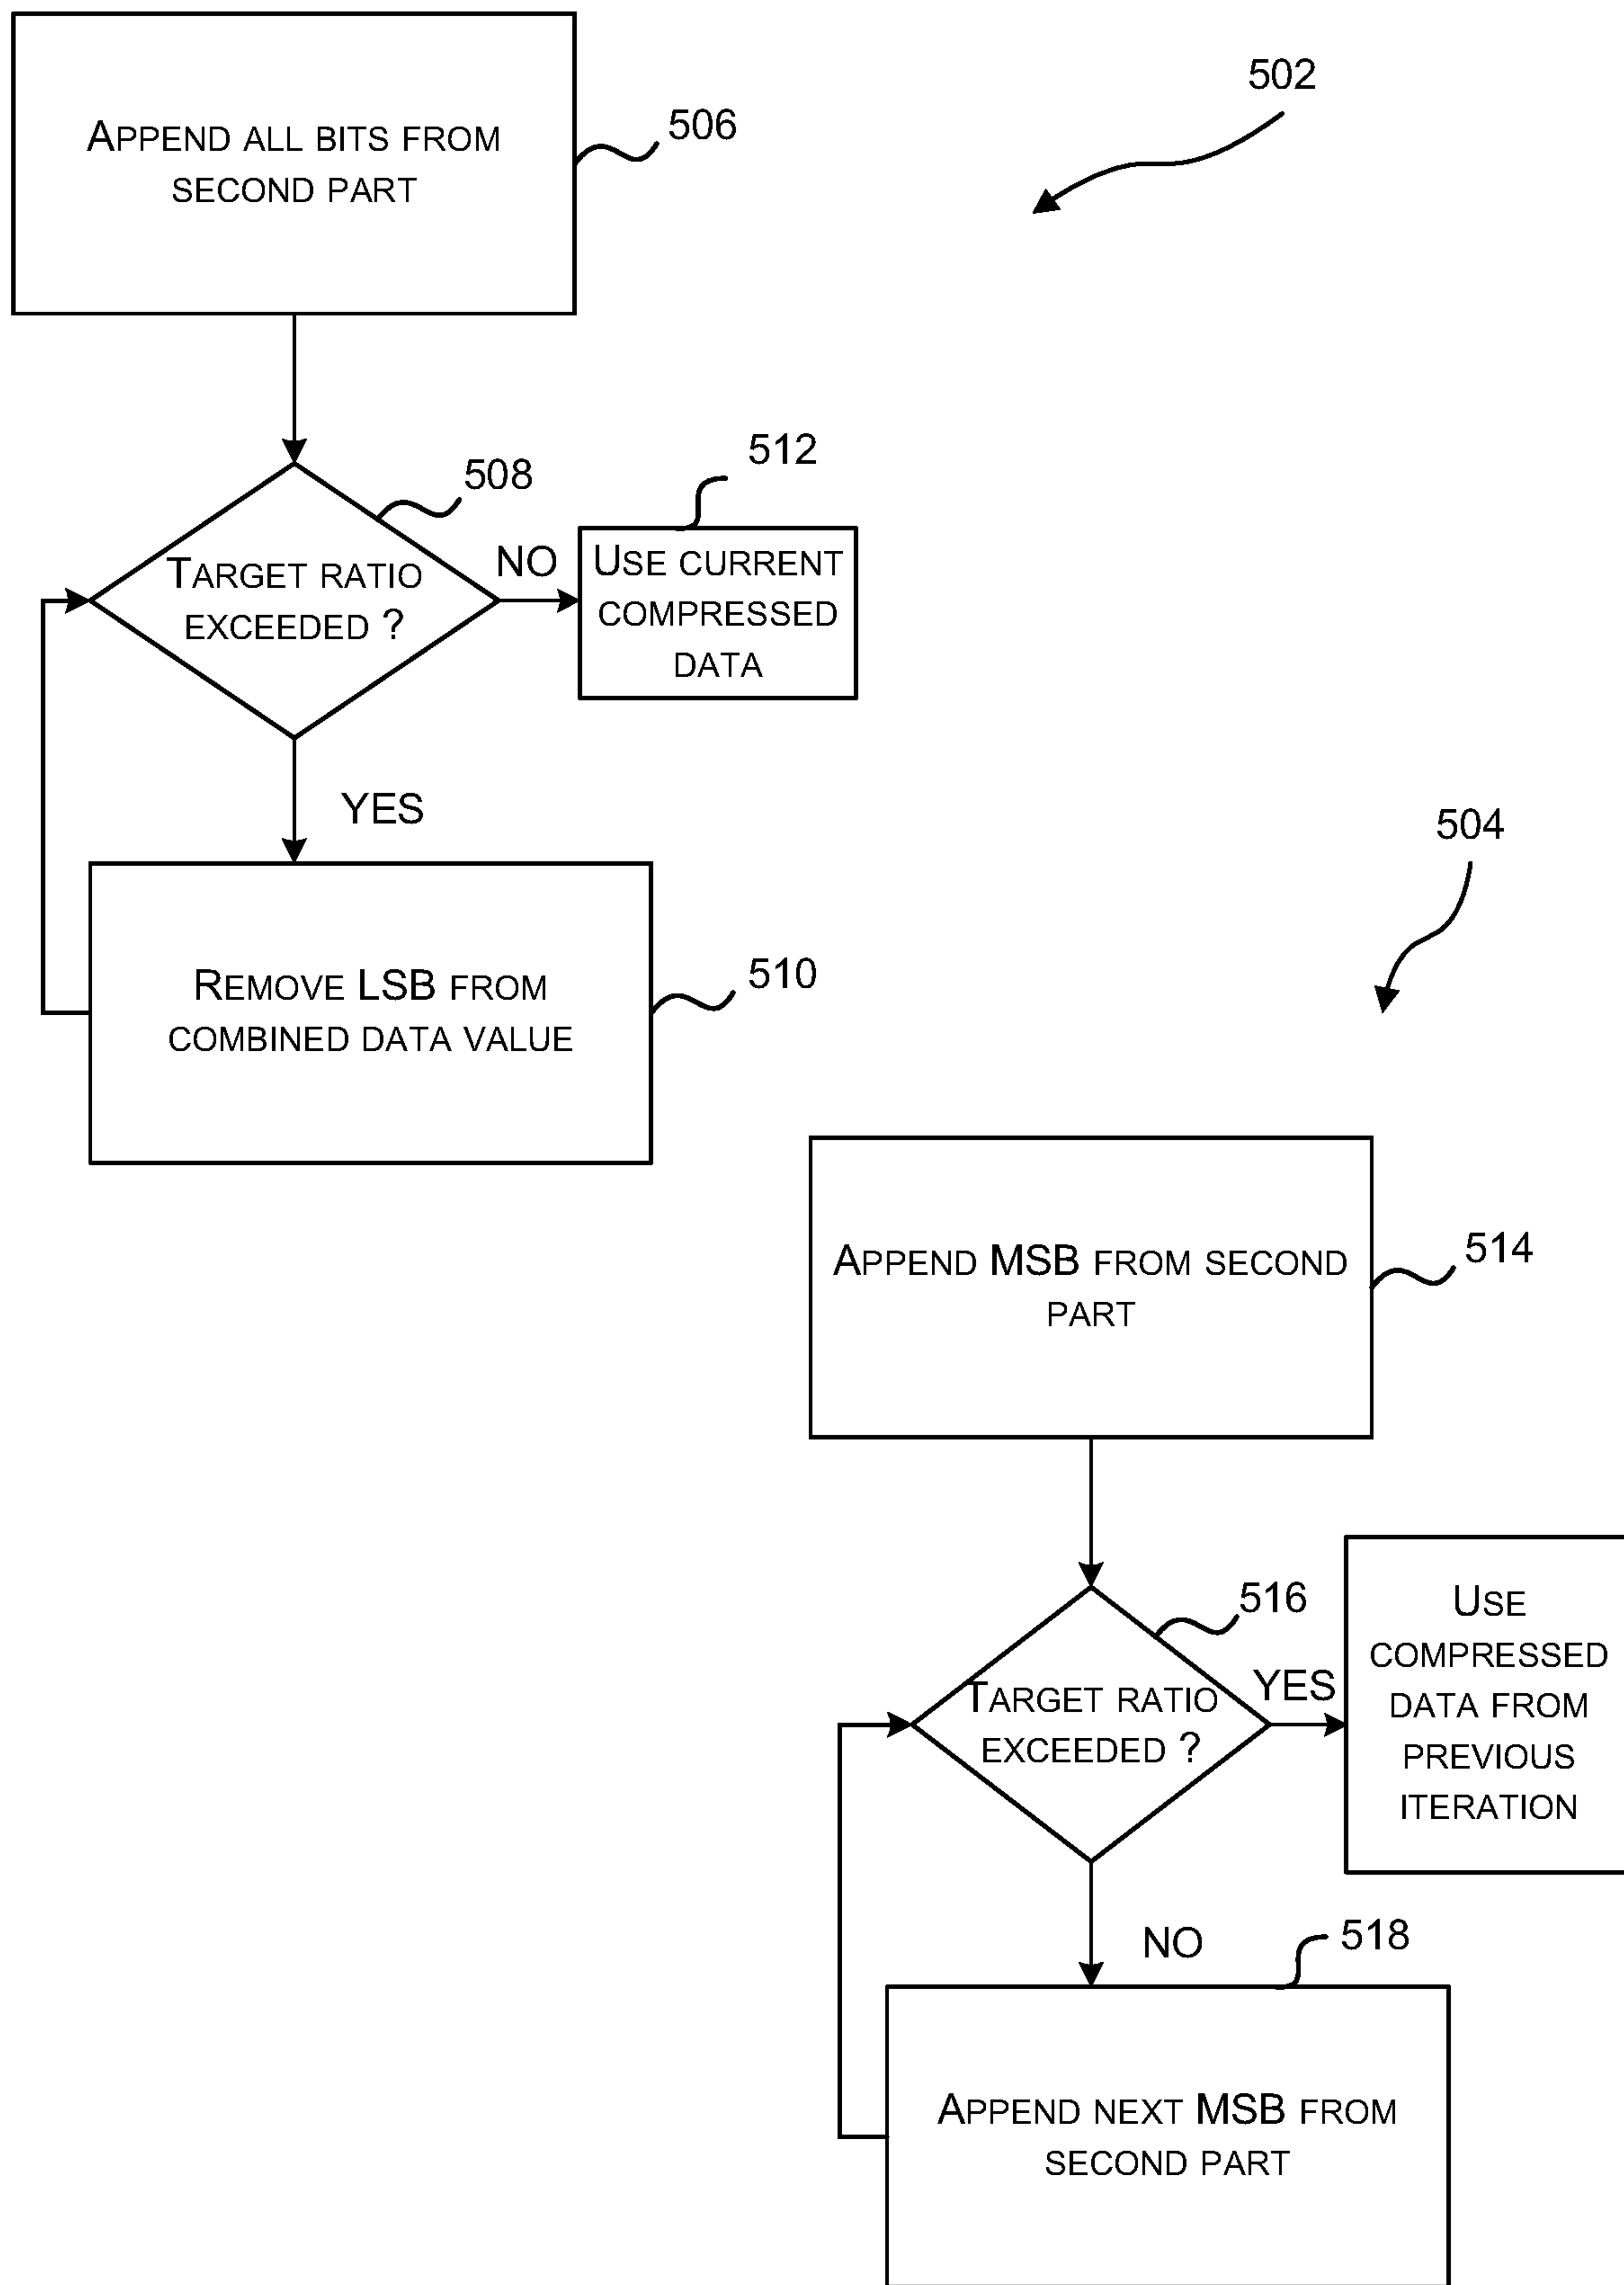 502
APPEND ALL BITS FROM
SECOND PART
506
508
512
TARGET RATIO
EXCEEDED ?
NO
USE CURRENT
COMPRESSED
DATA
YES
REMOVE LSB FROM
COMBINED DATA VALUE
510
504
APPEND MSB FROM SECOND
PART
514
516
TARGET RATIO
EXCEEDED ?
YES
USE
COMPRESSED
DATA FROM
PREVIOUS
ITERATION
NO
518
APPEND NEXT MSB FROM
SECOND PART